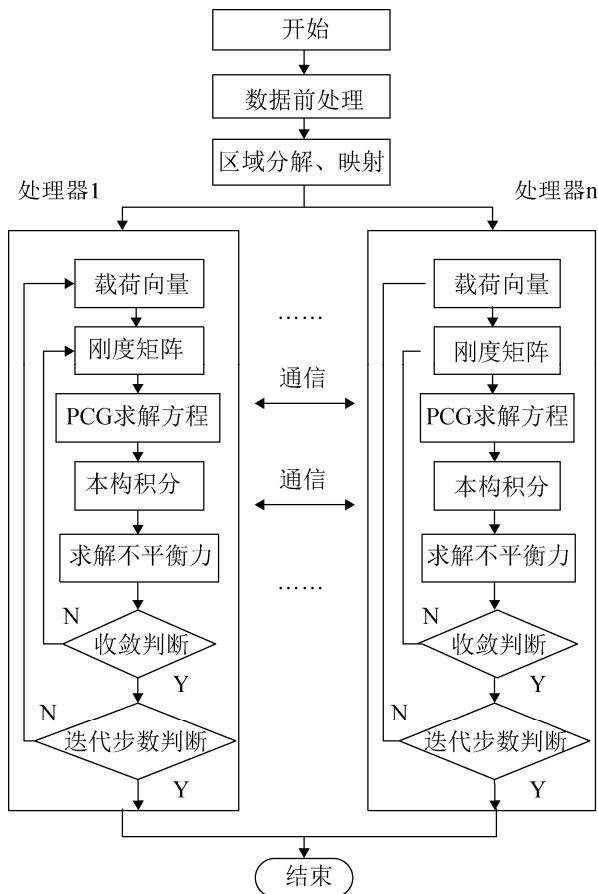 开始
数据前处理
区域分解、映射
处理器1
处理器n
载荷向量
刚度矩阵
PCG求解方程
本构积分
求解不平衡力
N
收敛判断
Y
N
迭代步数判断
Y
……
通信
通信
……
载荷向量
刚度矩阵
PCG求解方程
本构积分
求解不平衡力
N
收敛判断
Y
N
迭代步数判断
Y
结束